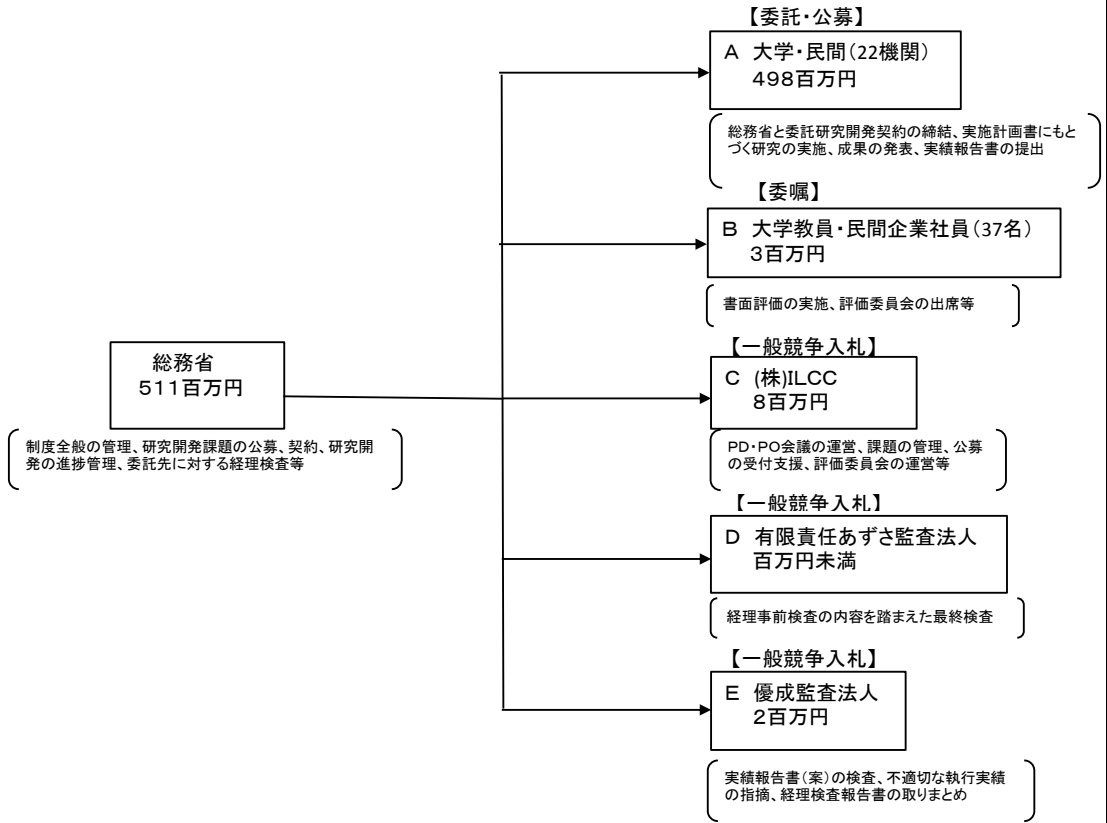 【委託・公募】
A 大学・民間(22機関)
498百万円
総務省と委託研究開発契約の締結、実施計画書にもと
づく研究の実施、成果の発表、実績報告書の提出
【委嘱】
B 大学教員・民間企業社員(37名)
3百万円
書面評価の実施、評価委員会の出席等
総務省
511百万円
制度全般の管理、研究開発課題の公募、契約、研究開
発の進捗管理、委託先に対する経理検査等
【一般競争入札】
C (株)ILCC
8百万円
PD・PO会議の運営、課題の管理、公募
の受付支援、評価委員会の運営等
【一般競争入札】
D 有限責任あずさ監査法人
百万円未満
経理事前検査の内容を踏まえた最終検査
【一般競争入札】
E 優成監査法人
2百万円
実績報告書(案)の検査、不適切な執行実績
の指摘、経理検査報告書の取りまとめ